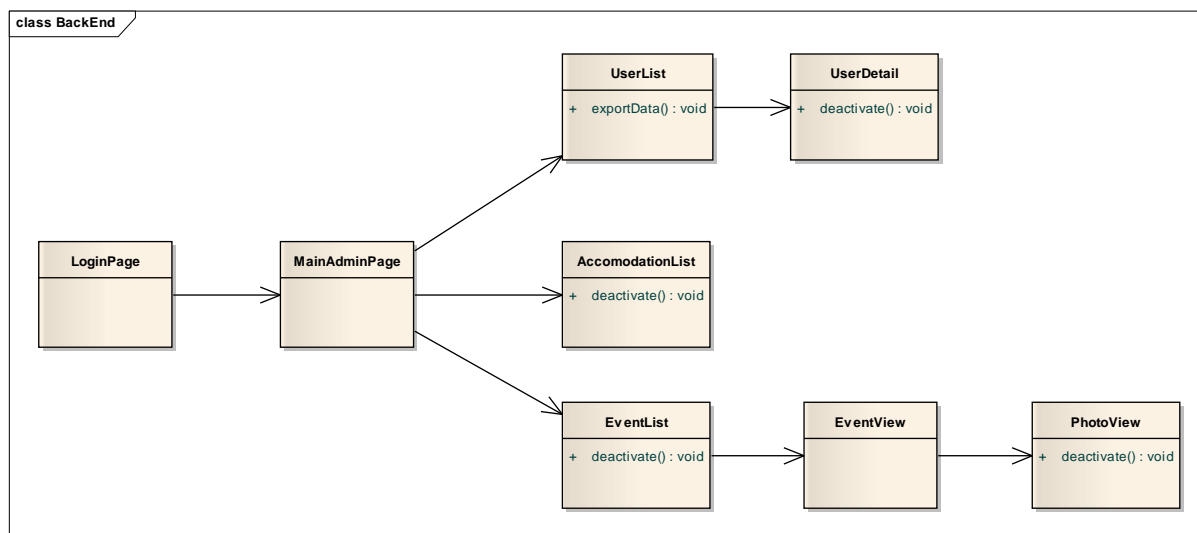 class BackEnd
UserList
+ exportData() : void
UserDetail
+ deactivate() : void
LoginPage
MainAdminPage
AccomodationList
+ deactivate() : void
EventList
+ deactivate() : void
EventView
PhotoView
+ deactivate() : void